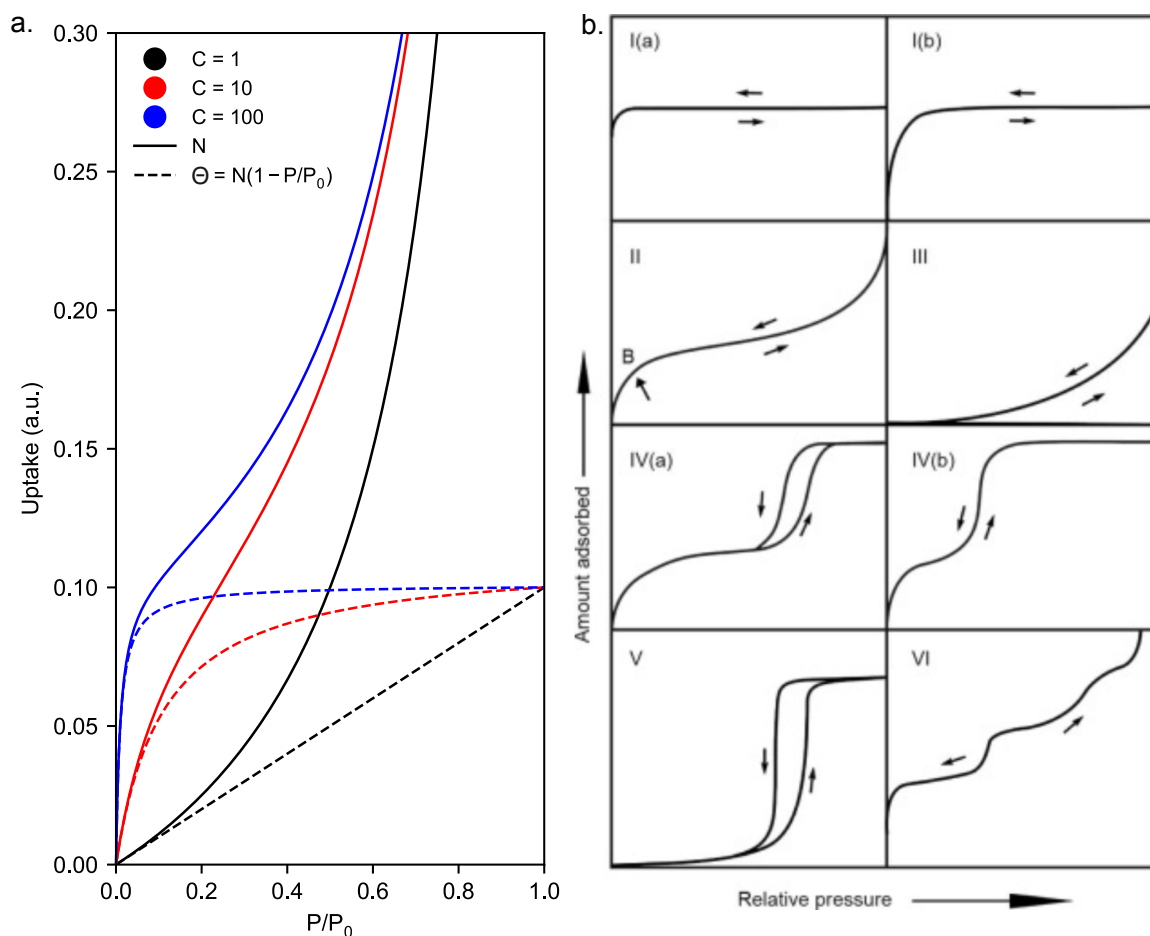 a.
0.30
0.25
0.20
0.15
0.10
0.05
0.00
Uptake (a.u.)
C = 1
C = 10
C = 100
N
Θ = N(1 − P/P₀)
0.0 0.2 0.4 0.6 0.8 1.0
P/P₀
b.
I(a) I(b)
II III
B
IV(a) IV(b)
V VI
Amount adsorbed
Relative pressure